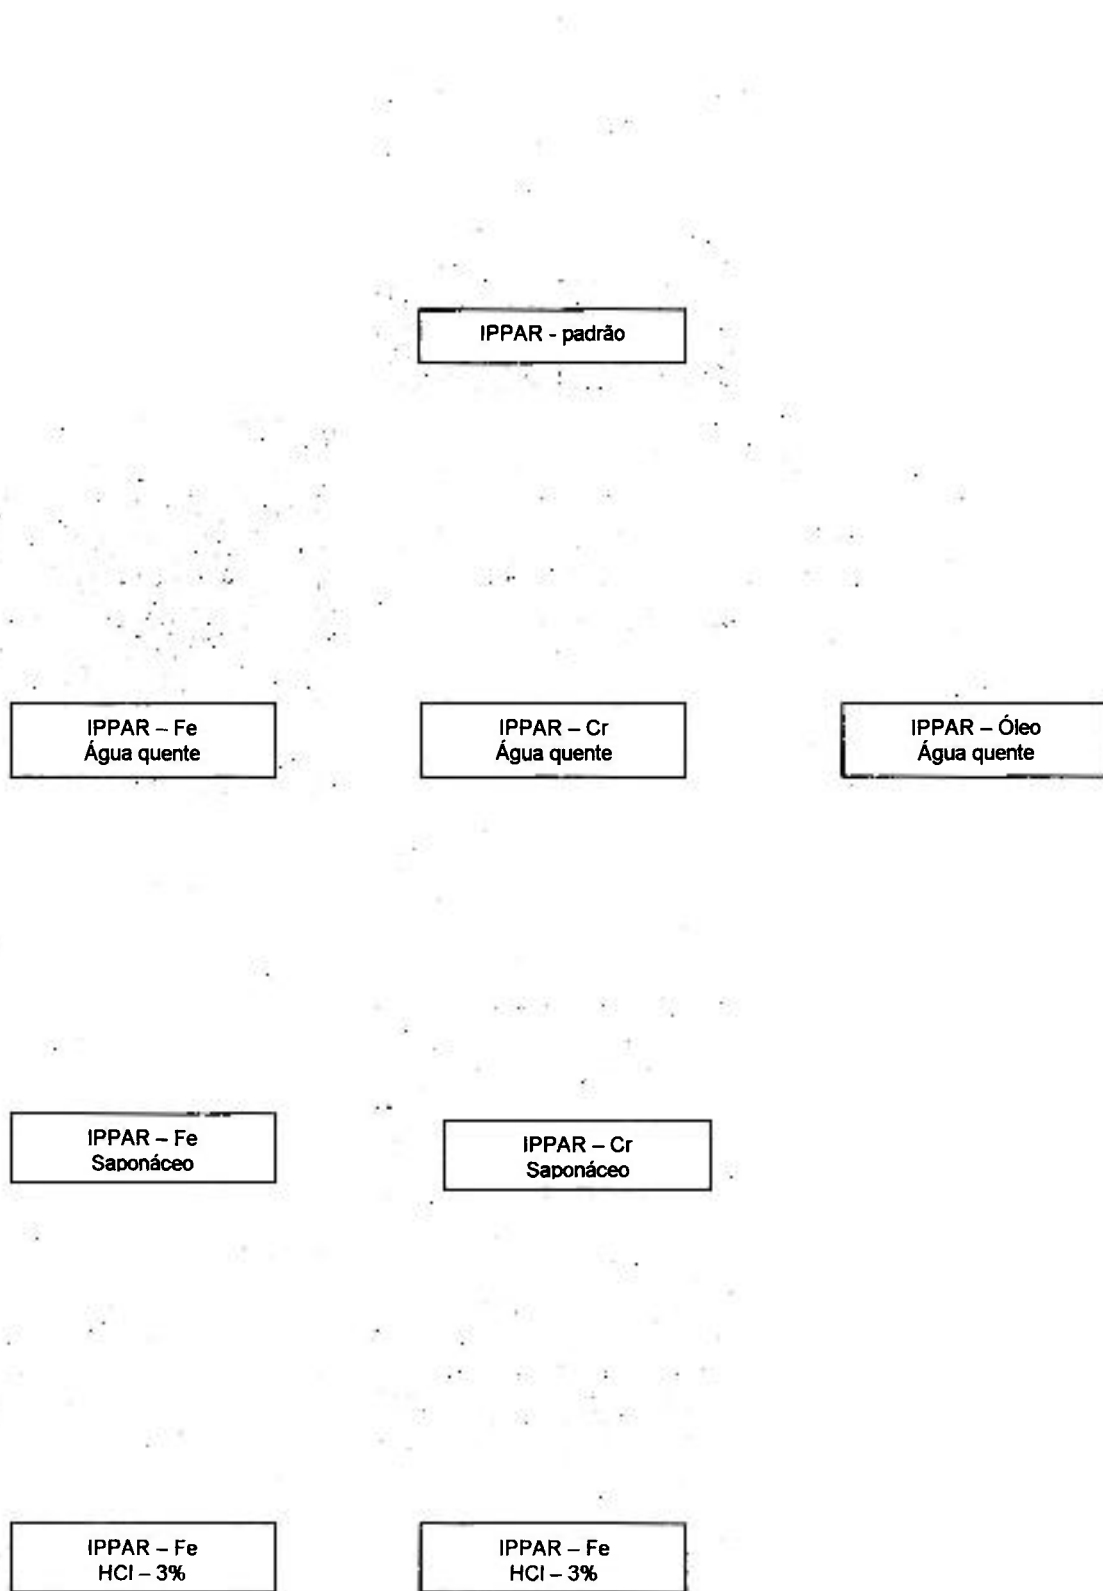 IPPAR - padrão
IPPAR – Fe
Água quente
IPPAR – Cr
Água quente
IPPAR – Óleo
Água quente
IPPAR – Fe
Saponáceo
IPPAR – Cr
Saponáceo
IPPAR – Fe
HCl – 3%
IPPAR – Fe
HCl – 3%